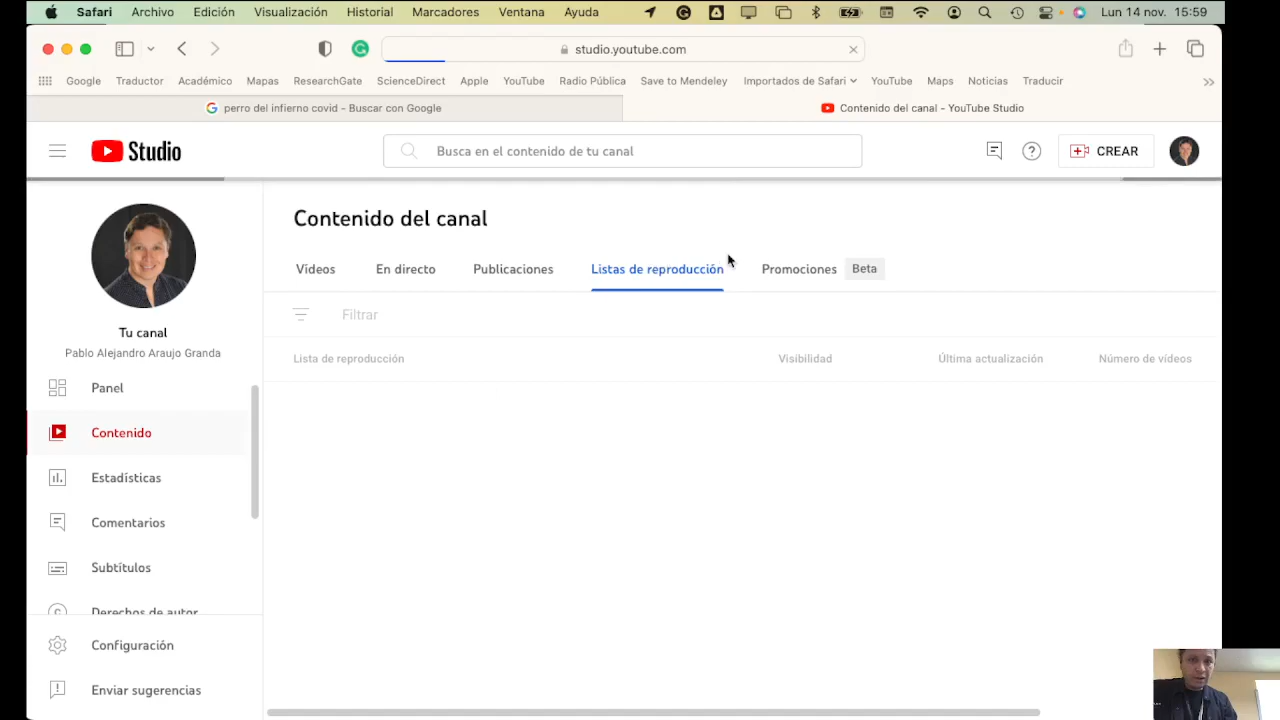 Safari Archivo Edición Visualización Historial Marcadores Ventana Ayuda Lun 14 nov. 15:59
studio.youtube.com
Google Traductor Académico Mapas ResearchGate ScienceDirect Apple YouTube Radio Pública Save to Mendeley Importados de Safari YouTube Maps Noticias Traducir
perro del infierno covid - Buscar con Google
Contenido del canal - YouTube Studio
Studio
Busca en el contenido de tu canal
CREAR
Tu canal
Pablo Alejandro Araujo Granda
Panel
Contenido
Estadísticas
Comentarios
Subtítulos
Derechos de autor
Configuración
Enviar sugerencias
Contenido del canal
Vídeos En directo Publicaciones Listas de reproducción Promociones Beta
Filtrar
Lista de reproducción Visibilidad Última actualización Número de vídeos